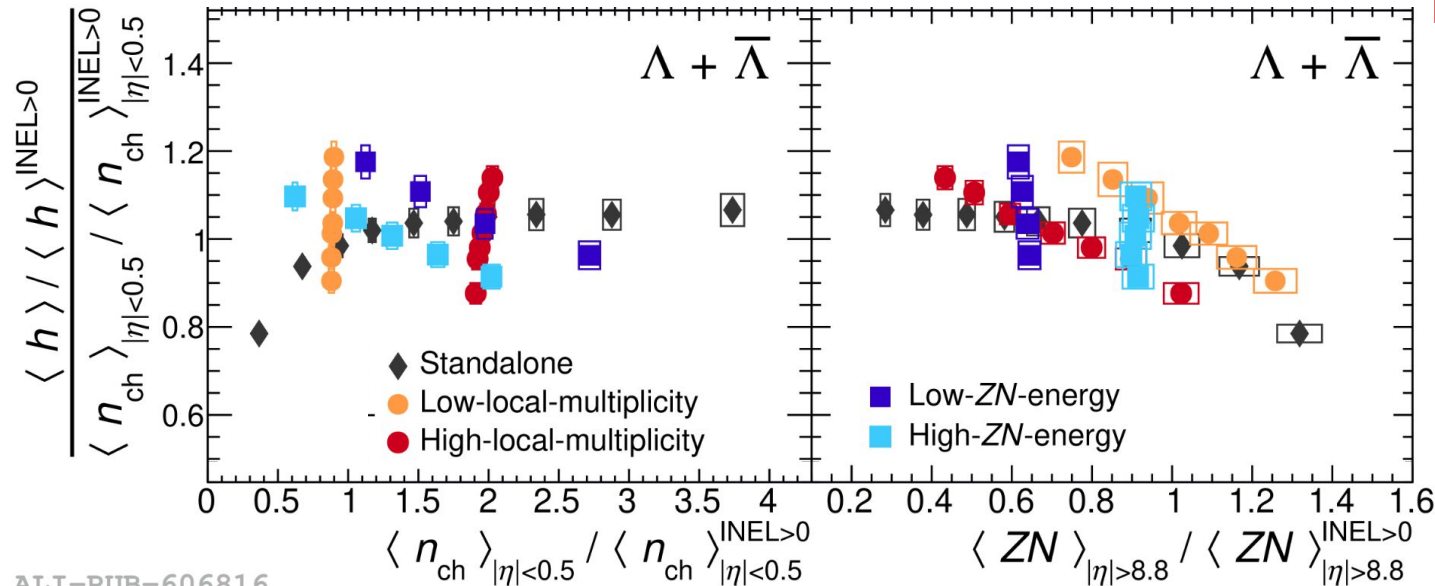 ⟨ h ⟩ / ⟨ h ⟩^INEL>0
⟨ n_ch ⟩_|η|<0.5 / ⟨ n_ch ⟩^INEL>0_|η|<0.5
1.4
1.2
1
0.8
0.6
Λ + Λ̅
Standalone
Low-local-multiplicity
High-local-multiplicity
0 0.5 1 1.5 2 2.5 3 3.5 4
⟨ n_ch ⟩_|η|<0.5 / ⟨ n_ch ⟩^INEL>0_|η|<0.5
Λ + Λ̅
Low-ZN-energy
High-ZN-energy
0.2 0.4 0.6 0.8 1 1.2 1.4 1.6
⟨ ZN ⟩_|η|>8.8 / ⟨ ZN ⟩^INEL>0_|η|>8.8
ALI-PUB-606816